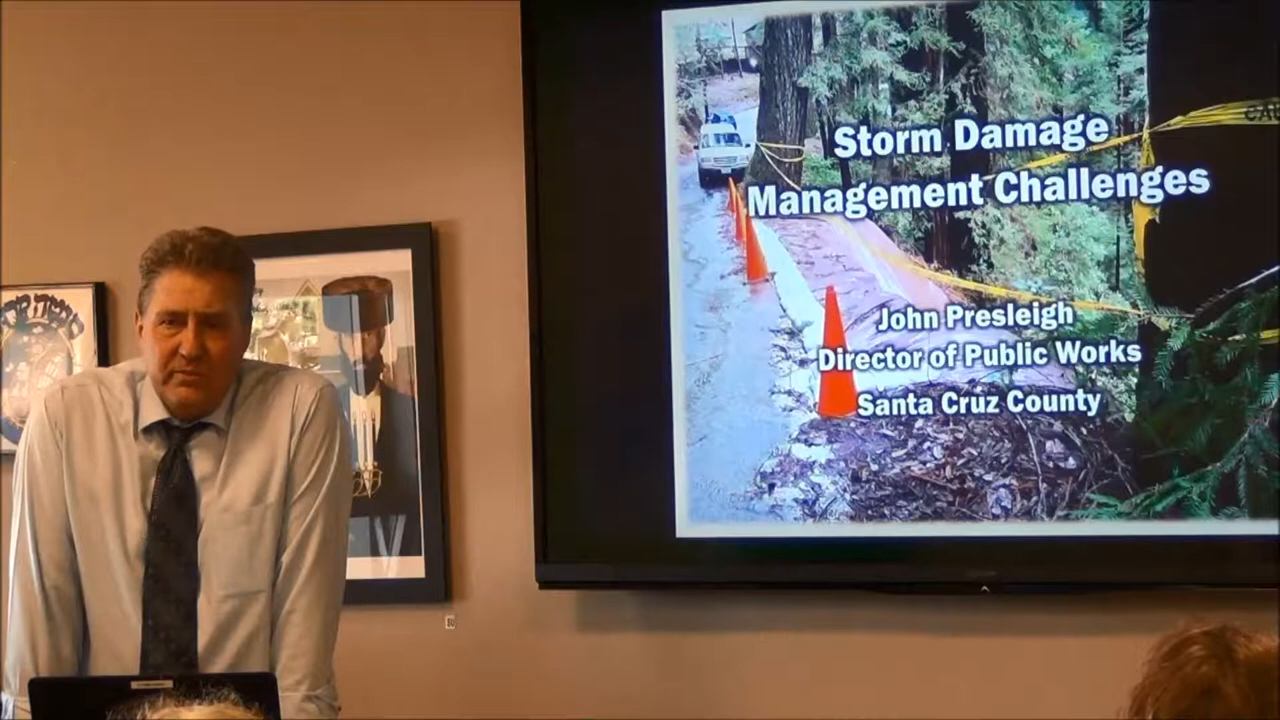 Storm Damage
Management Challenges
John Presleigh
Director of Public Works
Santa Cruz County